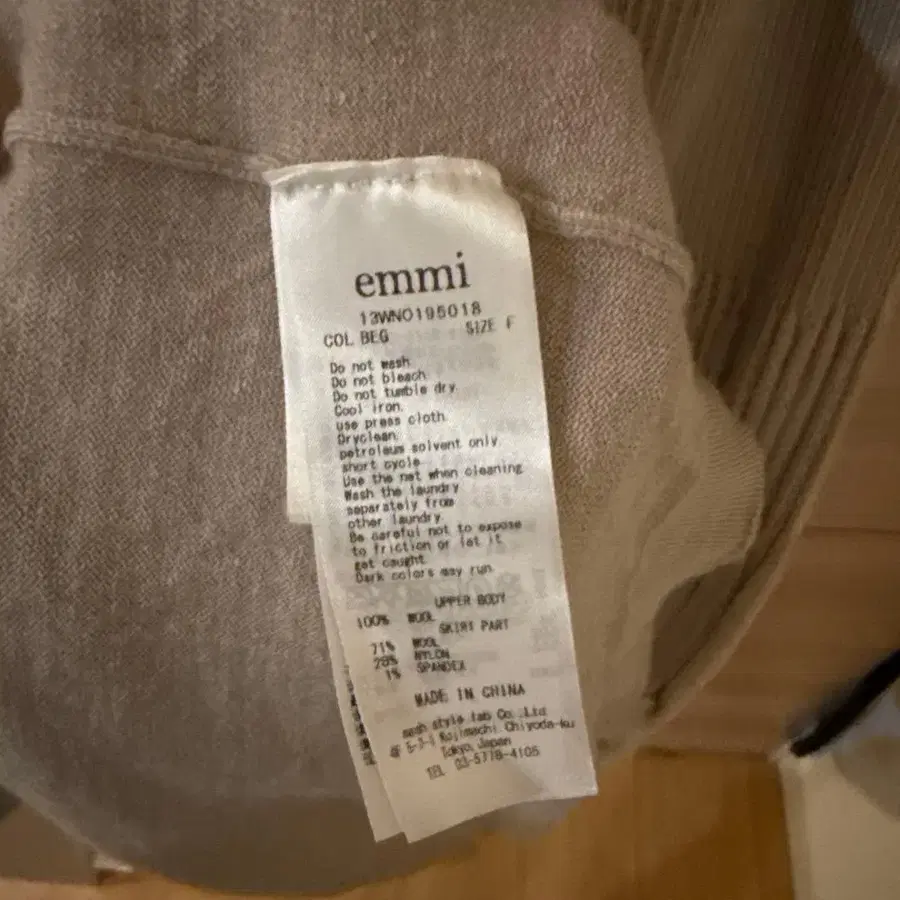 emmi
13WNO195018
COL BEG SIZE F
Do not wash.
Do not bleach.
Do not tumble dry.
Cool iron.
use press cloth.
Dryclean.
petroleum solvent only.
short cycle
Use the net when cleaning
Wash the laundry
separately from
other laundry.
Be careful not to expose
to friction or let it
get caught.
Dark colors may run.
UPPER BODY
100% WOOL
SKIRT PART
71% WOOL
28% NYLON
1% SPANDEX
MADE IN CHINA
mash style lab Co.,Ltd
5-3-1 Kojimachi Chiyoda-ku
Tokyo, Japan
TEL 03-5778-4105